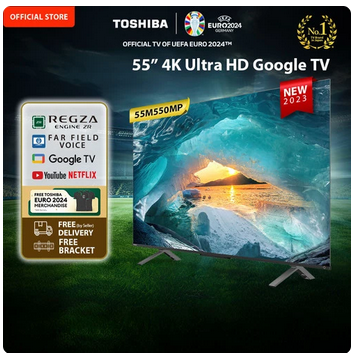 OFFICIAL STORE
TOSHIBA
EURO2024
GERMANY
No.1
OFFICIAL TV OF UEFA EURO 2024™
55” 4K Ultra HD Google TV
55M550MP
NEW
2023
REGZA
ENGINE ZR
FAR FIELD
VOICE
Google TV
YouTube NETFLIX
FREE TOSHIBA
EURO 2024
MERCHANDISE
FREE (by Seller)
DELIVERY
FREE
BRACKET